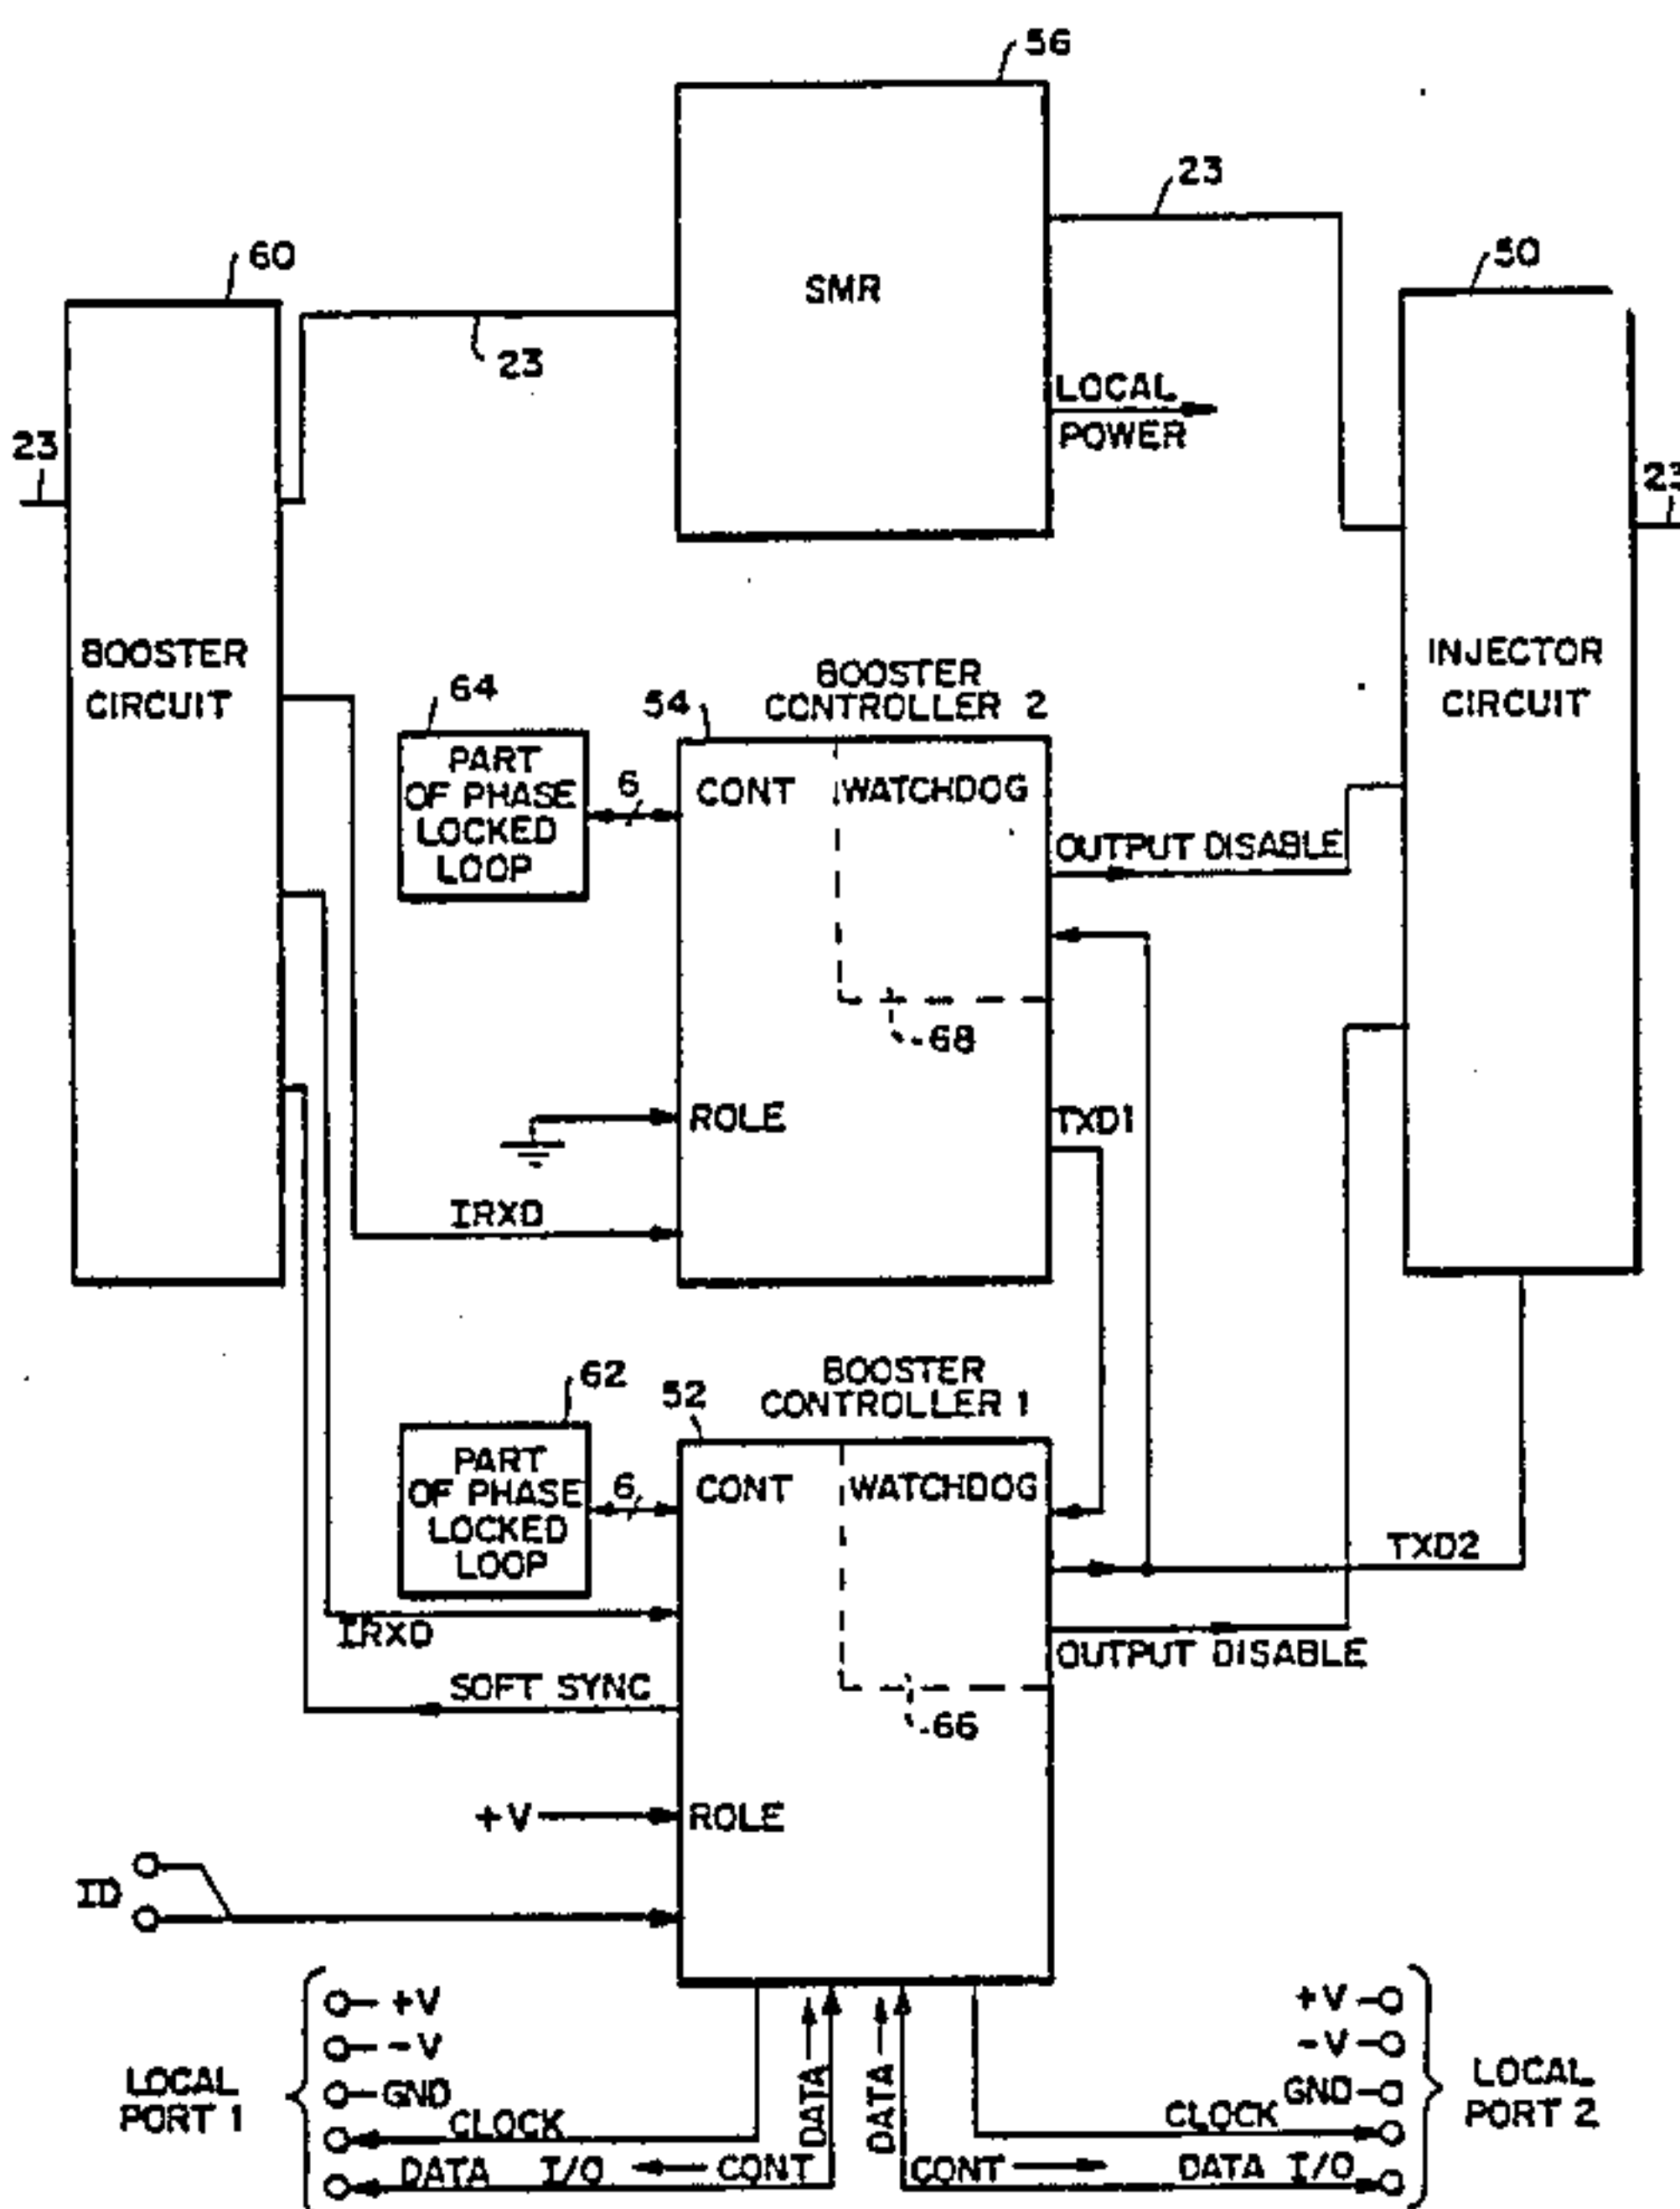 56
23
60
50
SMR
23
LOCAL
POWER
23
23
BOOSTER
CIRCUIT
INJECTOR
CIRCUIT
64
54
BOOSTER
CONTROLLER 2
PART
OF PHASE
LOCKED
LOOP
6
CONT
WATCHDOG
OUTPUT DISABLE
68
ROLE
TXD1
IRXD
62
52
BOOSTER
CONTROLLER 1
PART
OF PHASE
LOCKED
LOOP
6
CONT
WATCHDOG
TXD2
IRXD
OUTPUT DISABLE
SOFT SYNC
66
+V
ROLE
ID
LOCAL
PORT 1
+V
-V
GND
CLOCK
DATA I/O
CONT
DATA
DATA
CONT
+V
-V
GND
CLOCK
DATA I/O
LOCAL
PORT 2